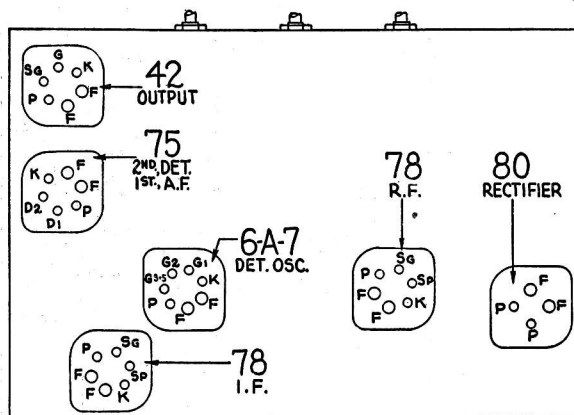 G
SG K
P F
F
42
OUTPUT
75
2ND. DET.
1ST. A.F.
K F
F
D2 P
D1
78
R.F.
80
RECTIFIER
6-A-7
DET. OSC.
G2 G1
G3-5 K
P F
F
SG
P SP
F K
F
F
P F
P
P SG
F SP
F K
78
I.F.